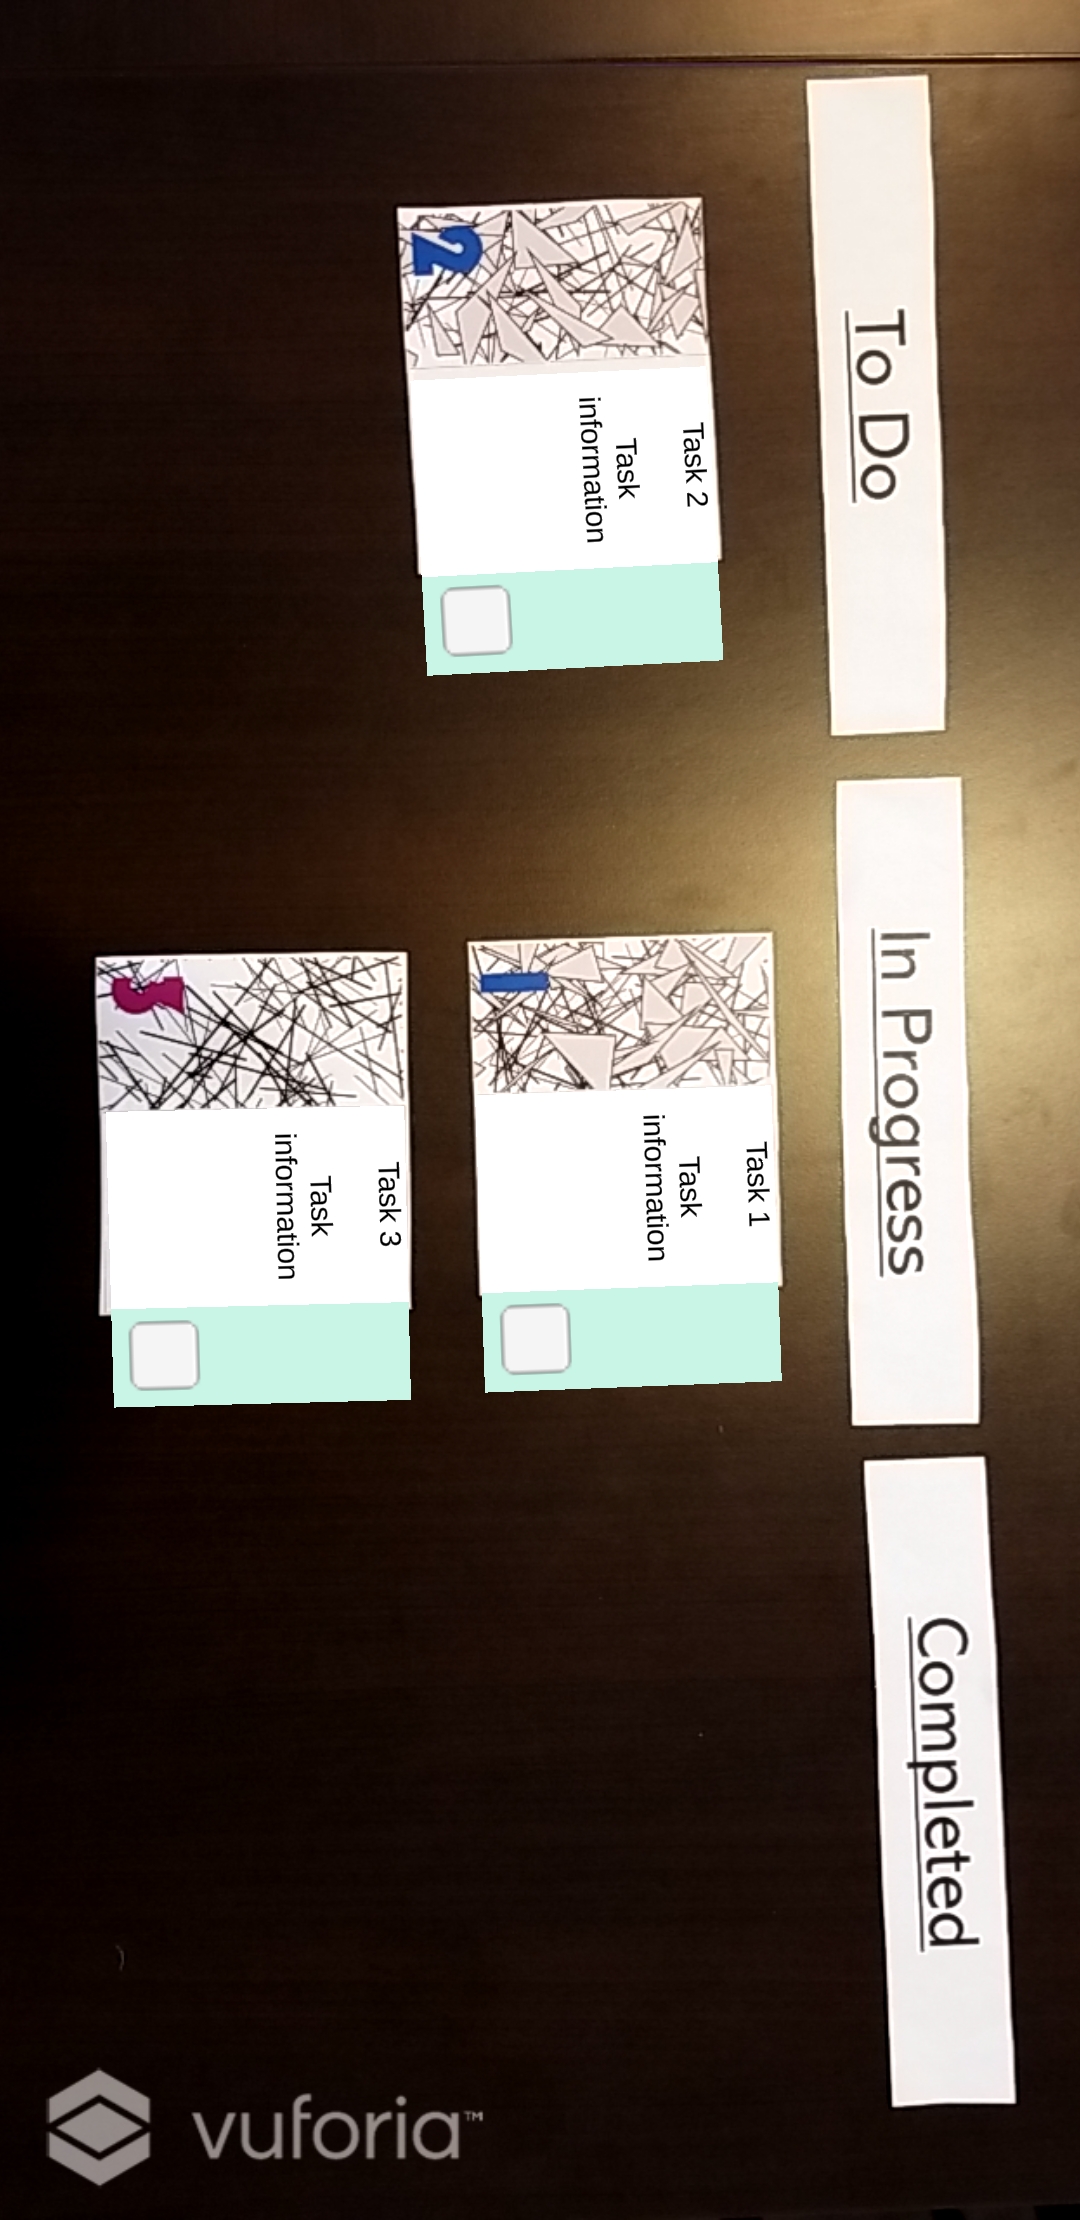 To Do
In Progress
Completed
Task 2
Task
information
2
Task 1
Task
information
1
Task 3
Task
information
3
vuforia™